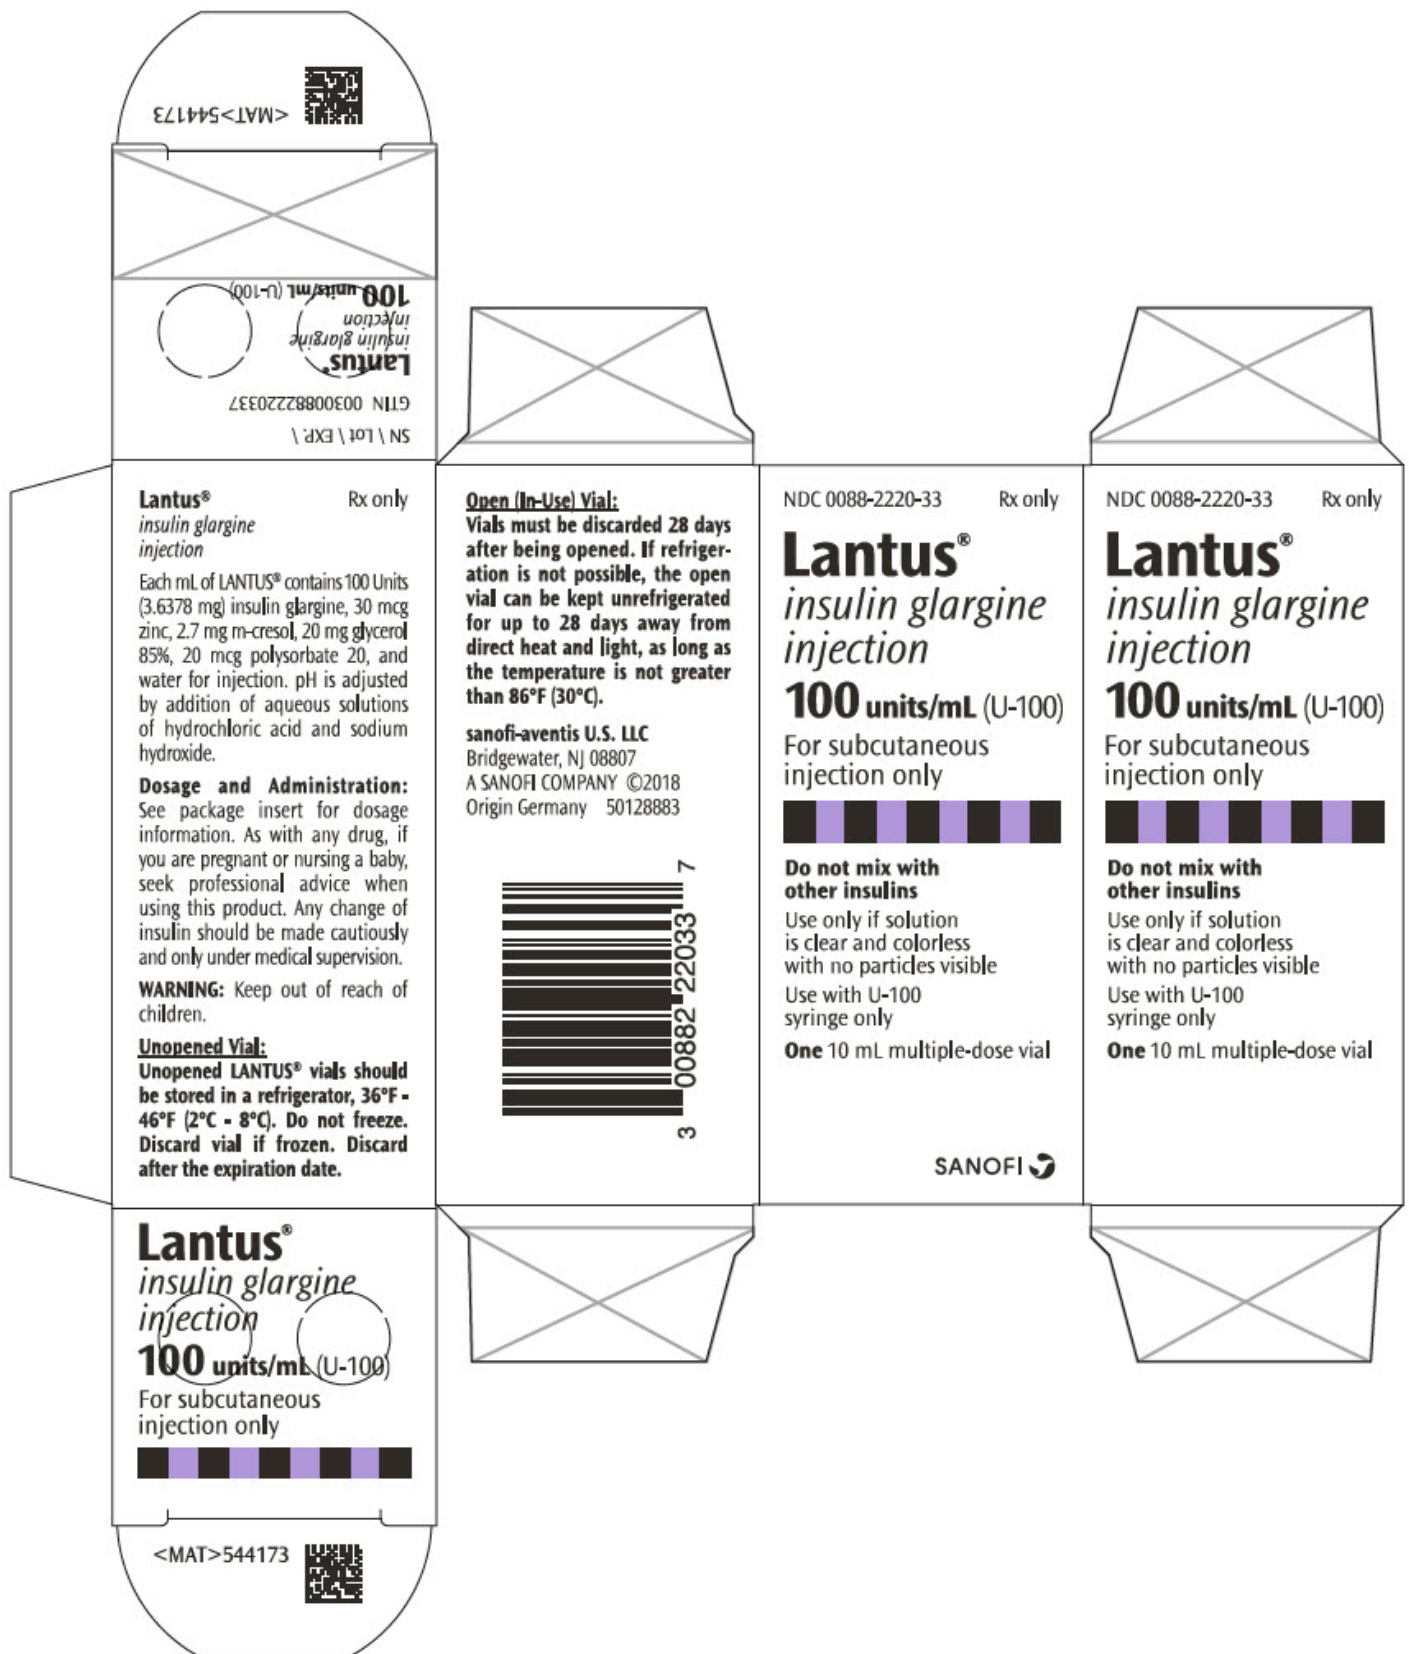 <MAT>544173
100 units/mL (U-100)
injection
insulin glargine
Lantus®
GTIN 00300882220337
SN \ Lot \ EXP. \
Lantus® Rx only
insulin glargine
injection
Each mL of LANTUS® contains 100 Units
(3.6378 mg) insulin glargine, 30 mcg
zinc, 2.7 mg m-cresol, 20 mg glycerol
85%, 20 mcg polysorbate 20, and
water for injection. pH is adjusted
by addition of aqueous solutions
of hydrochloric acid and sodium
hydroxide.
Dosage and Administration:
See package insert for dosage
information. As with any drug, if
you are pregnant or nursing a baby,
seek professional advice when
using this product. Any change of
insulin should be made cautiously
and only under medical supervision.
WARNING: Keep out of reach of
children.
Unopened Vial:
Unopened LANTUS® vials should
be stored in a refrigerator, 36°F -
46°F (2°C - 8°C). Do not freeze.
Discard vial if frozen. Discard
after the expiration date.
Lantus®
insulin glargine
injection
100 units/mL (U-100)
For subcutaneous
injection only
<MAT>544173
Open (In-Use) Vial:
Vials must be discarded 28 days
after being opened. If refriger-
ation is not possible, the open
vial can be kept unrefrigerated
for up to 28 days away from
direct heat and light, as long as
the temperature is not greater
than 86°F (30°C).
sanofi-aventis U.S. LLC
Bridgewater, NJ 08807
A SANOFI COMPANY ©2018
Origin Germany 50128883
3 00882 22033 7
NDC 0088-2220-33 Rx only
Lantus®
insulin glargine
injection
100 units/mL (U-100)
For subcutaneous
injection only
Do not mix with
other insulins
Use only if solution
is clear and colorless
with no particles visible
Use with U-100
syringe only
One 10 mL multiple-dose vial
SANOFI
NDC 0088-2220-33 Rx only
Lantus®
insulin glargine
injection
100 units/mL (U-100)
For subcutaneous
injection only
Do not mix with
other insulins
Use only if solution
is clear and colorless
with no particles visible
Use with U-100
syringe only
One 10 mL multiple-dose vial